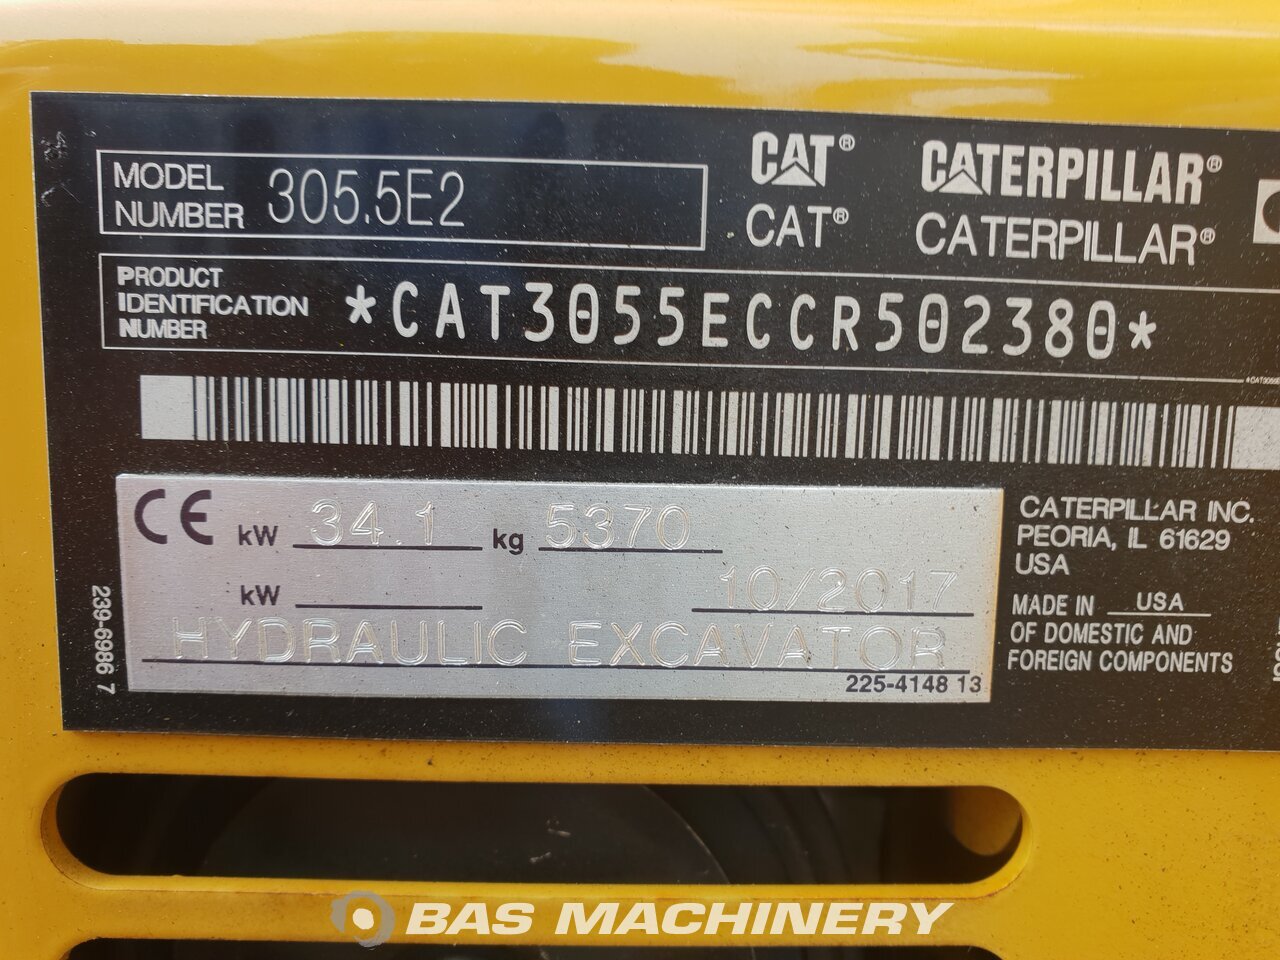 MODEL NUMBER 305.5E2
CAT® CATERPILLAR®
CAT® CATERPILLAR®
PRODUCT
IDENTIFICATION
NUMBER
*CAT3055ECCR502380*
CE kW 34.1 kg 5370
kW 10/2017
HYDRAULIC EXCAVATOR
225-4148 13
239-6986 7
CATERPILLAR INC.
PEORIA, IL 61629
USA
MADE IN USA
OF DOMESTIC AND
FOREIGN COMPONENTS
BAS MACHINERY